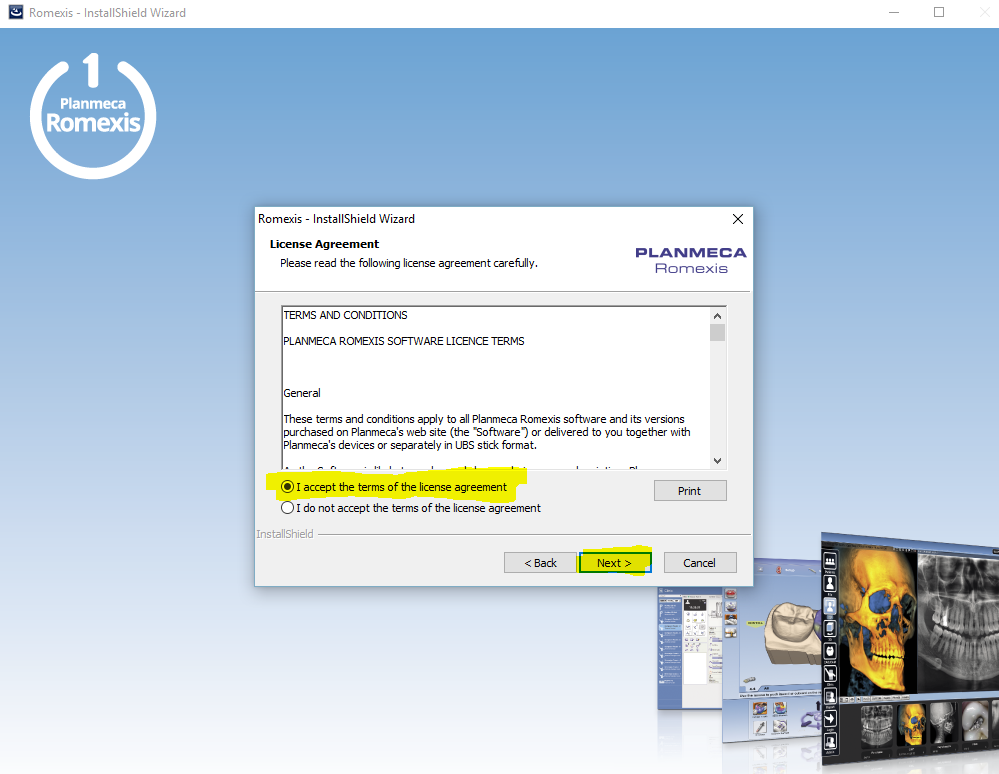 Romexis - InstallShield Wizard
1
Planmeca
Romexis
Romexis - InstallShield Wizard
License Agreement
Please read the following license agreement carefully.
PLANMECA
Romexis
TERMS AND CONDITIONS
PLANMECA ROMEXIS SOFTWARE LICENCE TERMS
General
These terms and conditions apply to all Planmeca Romexis software and its versions
purchased on Planmeca's web site (the "Software") or delivered to you together with
Planmeca's devices or separately in UBS stick format.
I accept the terms of the license agreement
Print
I do not accept the terms of the license agreement
InstallShield
< Back
Next >
Cancel